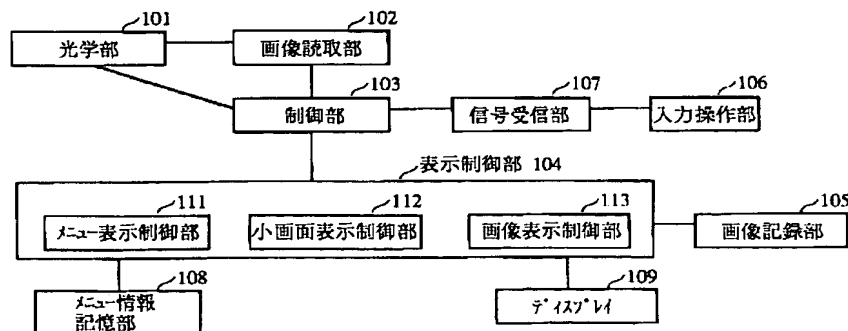 101
102
光学部
画像読取部
103
107
106
制御部
信号受信部
入力操作部
表示制御部 104
111
112
113
105
メニュー表示制御部
小画面表示制御部
画像表示制御部
画像記録部
108
109
メニュー情報
記憶部
ディスプレイ